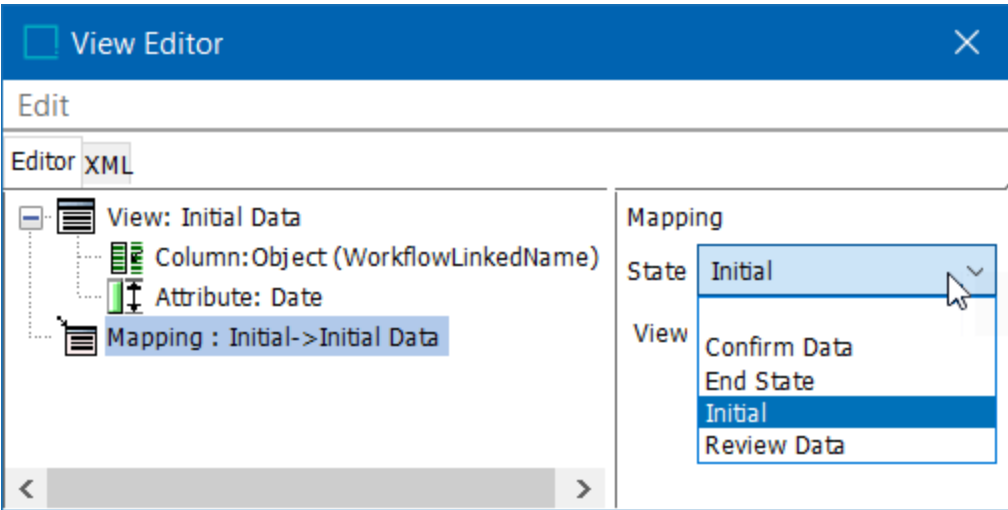 View Editor
Edit
Editor XML
View: Initial Data
Column:Object (WorkflowLinkedName)
Attribute: Date
Mapping : Initial->Initial Data
Mapping
State Initial
View
Confirm Data
End State
Initial
Review Data